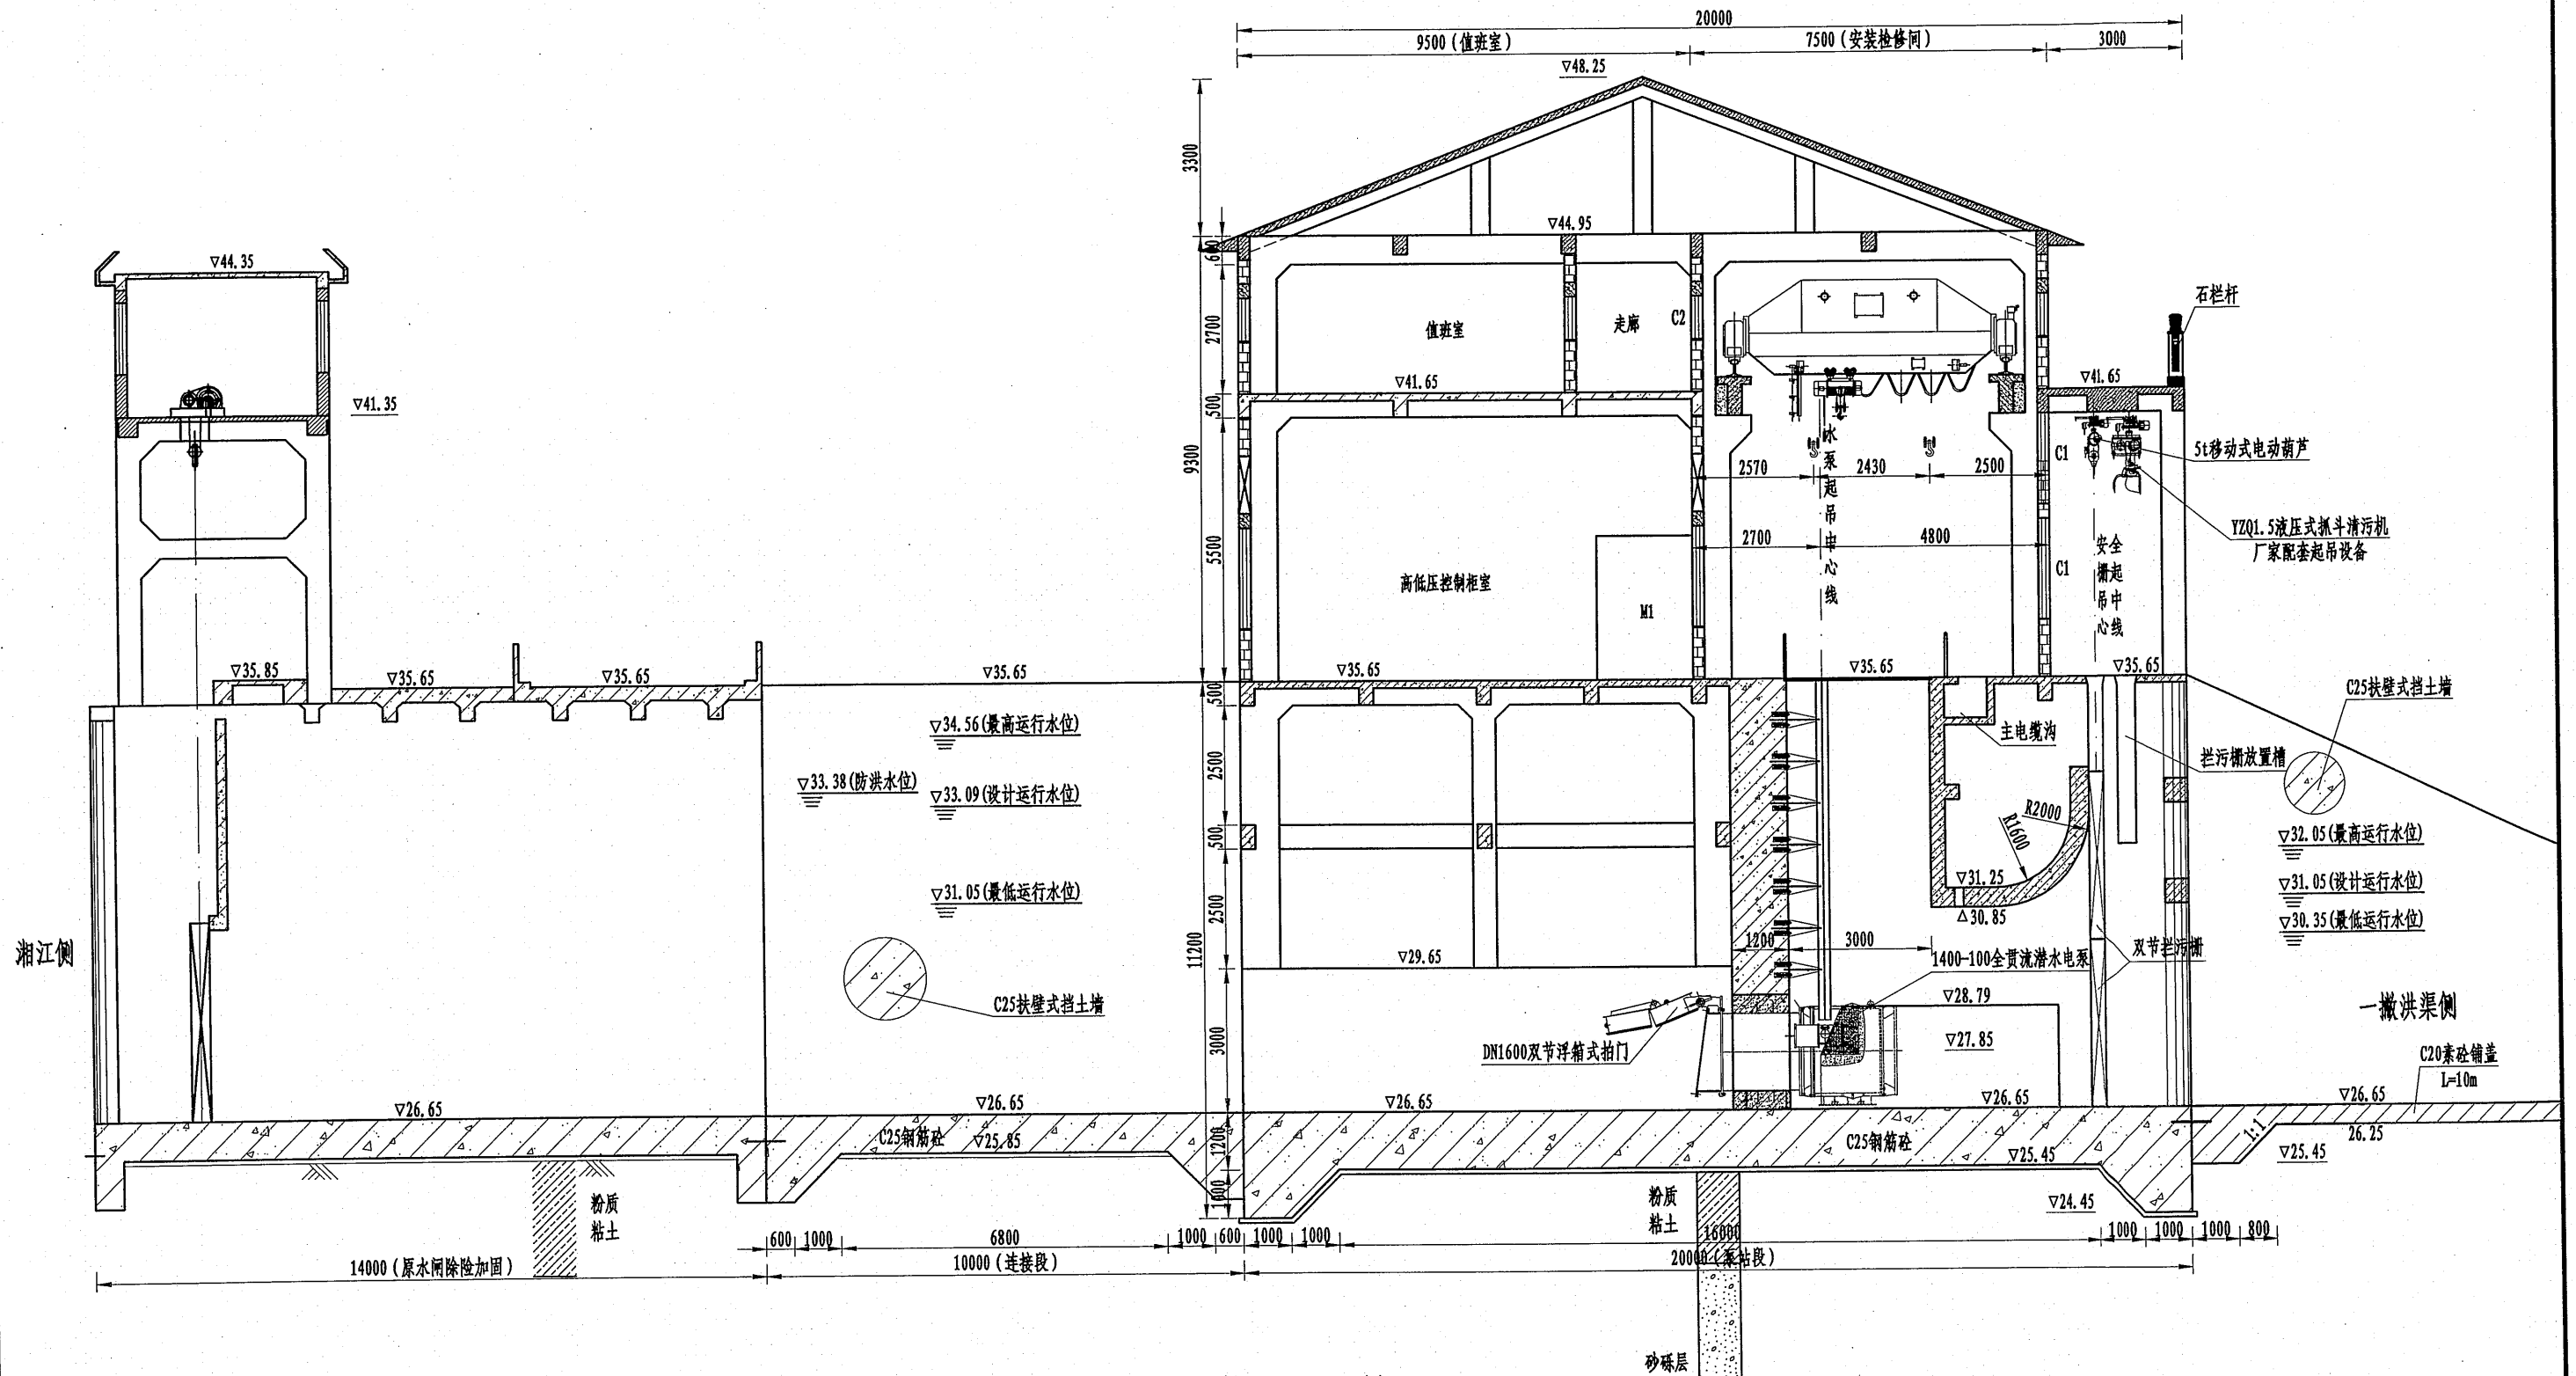 20000
9500（值班室）
7500（安装检修间）
3000
▽48.25
3300
▽44.95
600
▽44.35
石栏杆
值班室
走廊
C2
2700
▽41.65
▽41.65
▽41.35
500
9300
水泵起吊中心线
C1
5t移动式电动葫芦
2570
2430
2500
YZQ1.5液压式抓斗清污机
厂家配套起吊设备
2700
4800
安全栅起吊中心线
5500
高低压控制柜室
M1
C1
▽35.85
▽35.65
▽35.65
▽35.65
▽35.65
▽35.65
▽35.65
C25扶壁式挡土墙
500
▽34.56(最高运行水位)
主电缆沟
拦污栅放置槽
2500
▽33.38(防洪水位)
▽33.09(设计运行水位)
R2000
R1600
500
▽32.05(最高运行水位)
▽31.05(最低运行水位)
▽31.25
▽31.05(设计运行水位)
2500
△30.85
▽30.35(最低运行水位)
湘江侧
11200
1200
3000
双节拦污栅
▽29.65
1400-100全贯流潜水电泵
C25扶壁式挡土墙
▽28.79
一撇洪渠侧
3000
DN1600双节浮箱式拍门
▽27.85
C20素砼铺盖
L=10m
▽26.65
▽26.65
▽26.65
▽26.65
▽26.65
C25钢筋砼
▽25.85
1200
C25钢筋砼
▽25.45
1:1
26.25
▽25.45
粉质
粘土
粉质
粘土
▽24.45
600
1000
6800
1000
600
1000
1000
16000
1000
1000
1000
800
14000（原水闸除险加固）
10000（连接段）
20000（泵站段）
砂砾层